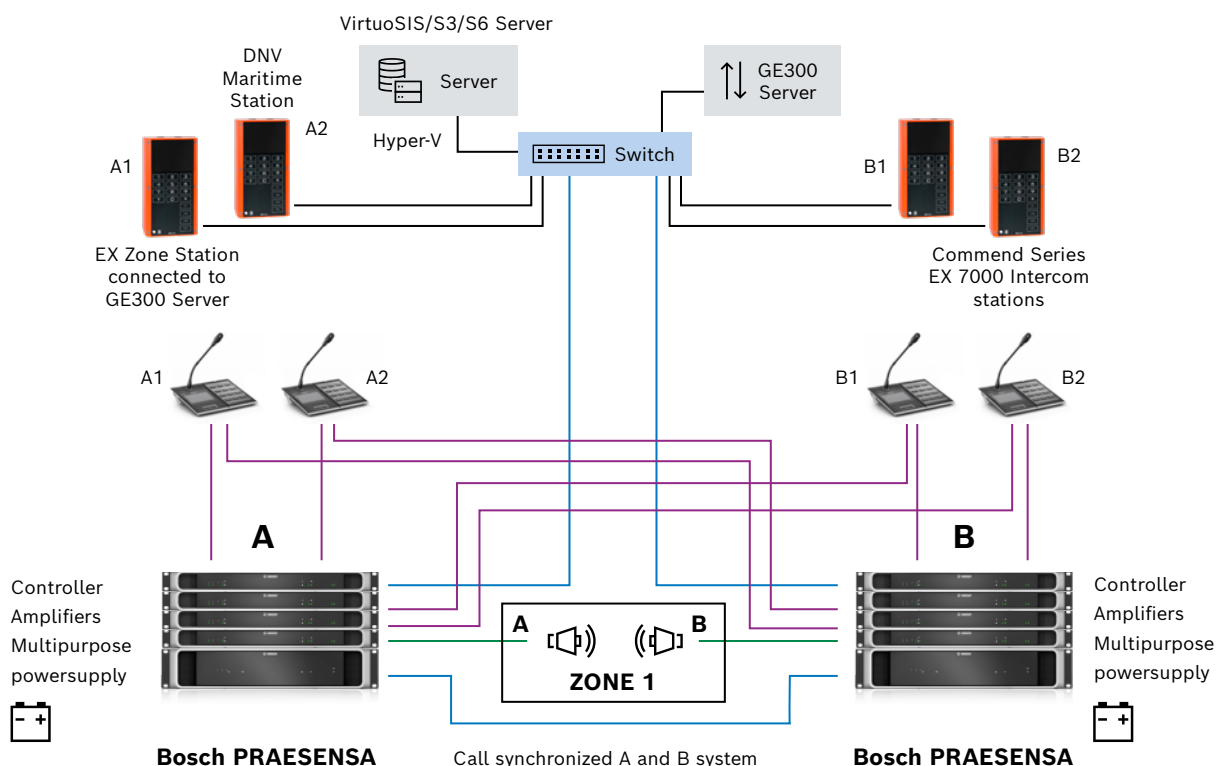 VirtuoSIS/S3/S6 Server
DNV
Maritime
Station
Server
GE300
Server
A2
Hyper-V
Switch
A1
B1
B2
EX Zone Station
connected to
GE300 Server
Commend Series
EX 7000 Intercom
stations
A1
A2
B1
B2
A
B
Controller
Amplifiers
Multipurpose
powersupply
- +
A
B
ZONE 1
Controller
Amplifiers
Multipurpose
powersupply
- +
Bosch PRAESENSA
Call synchronized A and B system
Bosch PRAESENSA